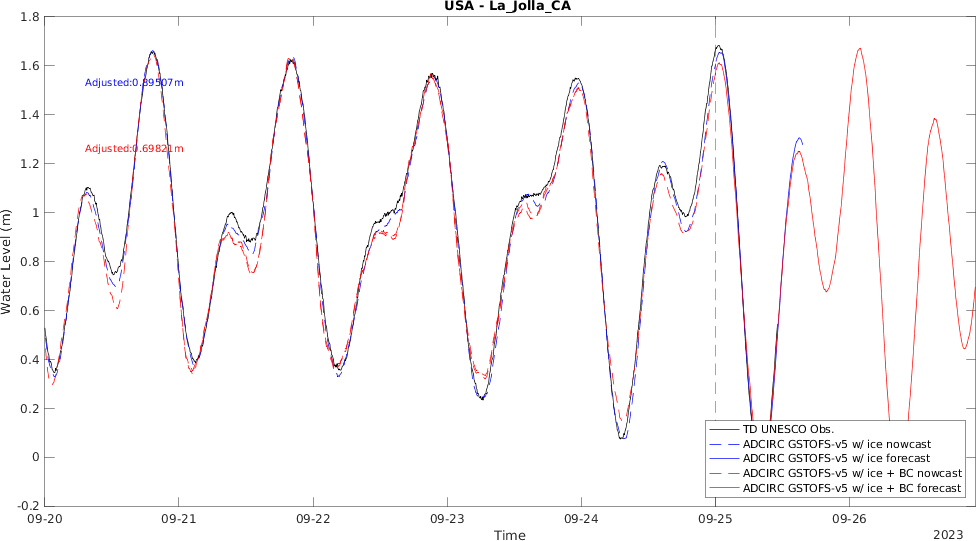 USA - La_Jolla_CA
1.8
1.6
1.4
1.2
1
0.8
0.6
0.4
0.2
0
-0.2
Water Level (m)
Adjusted:0.89507m
Adjusted:0.69821m
TD UNESCO Obs.
ADCIRC GSTOFS-v5 w/ ice nowcast
ADCIRC GSTOFS-v5 w/ ice forecast
ADCIRC GSTOFS-v5 w/ ice + BC nowcast
ADCIRC GSTOFS-v5 w/ ice + BC forecast
09-20 09-21 09-22 09-23 09-24 09-25 09-26
Time
2023